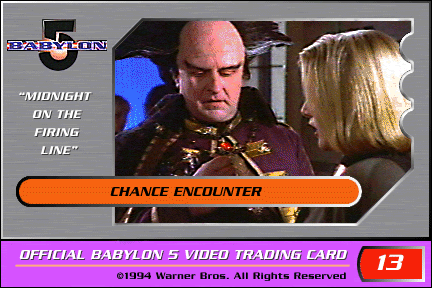 5
BABYLON
"MIDNIGHT
ON THE
FIRING
LINE"
CHANCE ENCOUNTER
OFFICIAL BABYLON 5 VIDEO TRADING CARD
13
©1994 Warner Bros. All Rights Reserved